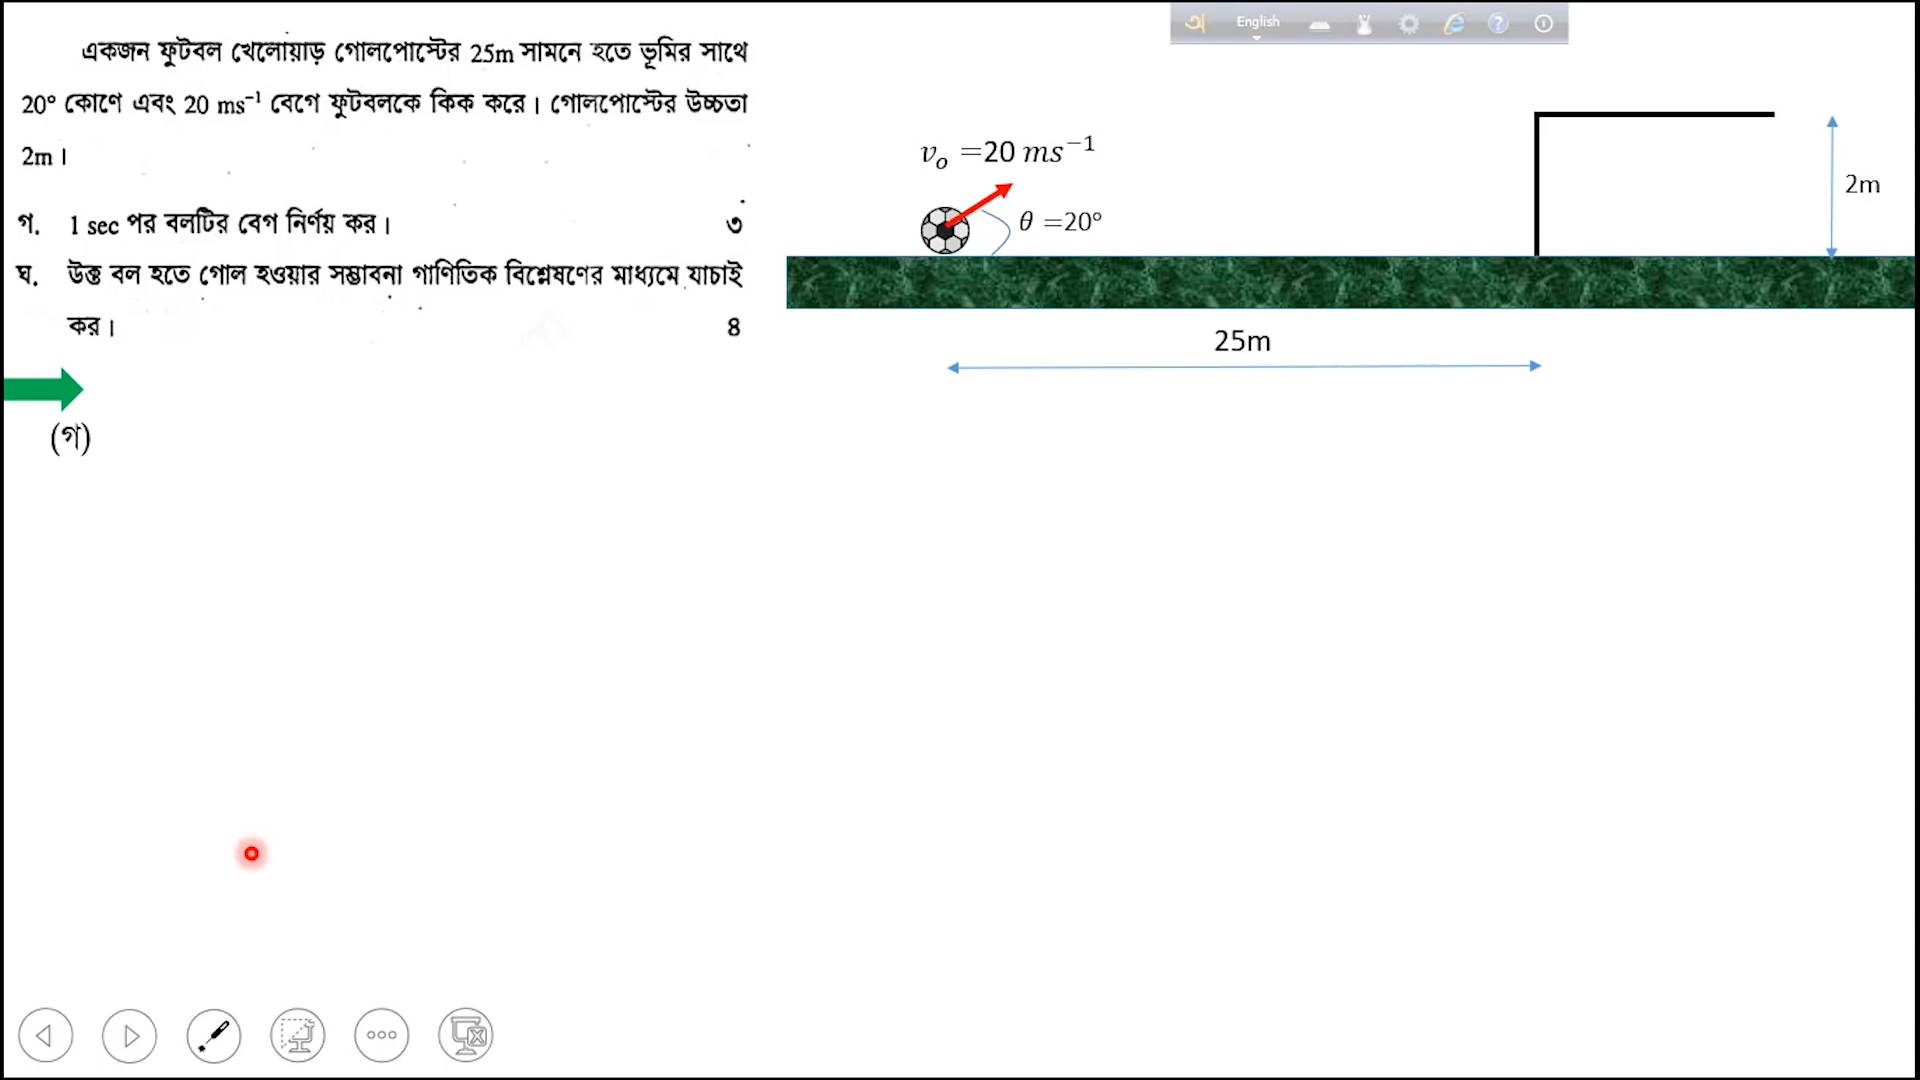 English
একজন ফুটবল খেলোয়াড় গোলপোস্টের 25m সামনে হতে ভূমির সাথে
20° কোণে এবং 20 ms⁻¹ বেগে ফুটবলকে কিক করে। গোলপোস্টের উচ্চতা
2m ।
গ. 1 sec পর বলটির বেগ নির্ণয় কর। ৩
ঘ. উক্ত বল হতে গোল হওয়ার সম্ভাবনা গাণিতিক বিশ্লেষণের মাধ্যমে যাচাই
কর। ৪
(গ)
vₒ =20 ms⁻¹
θ =20°
2m
25m